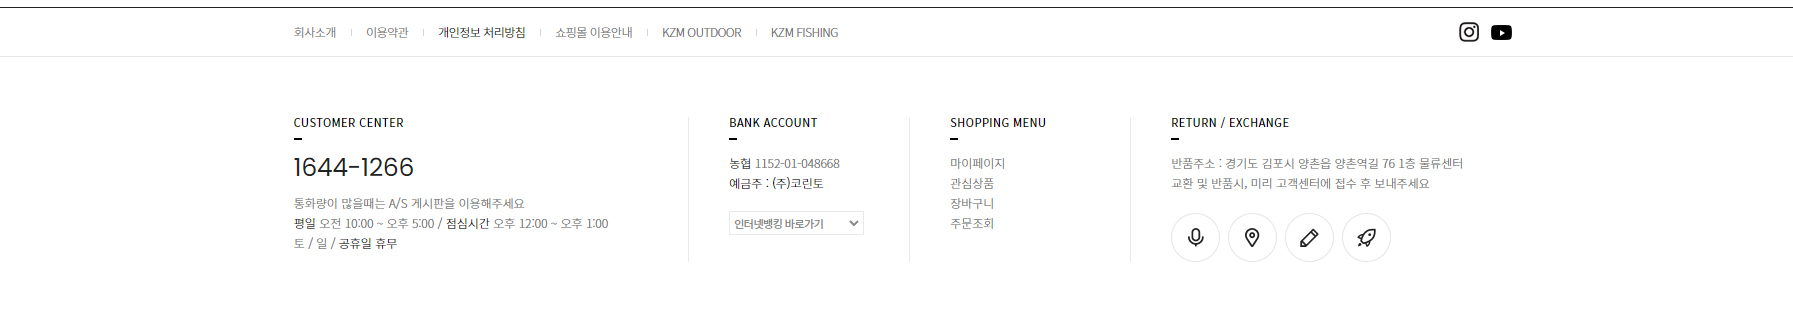 회사소개 이용약관 개인정보 처리방침 쇼핑몰 이용안내 KZM OUTDOOR KZM FISHING
CUSTOMER CENTER
1644-1266
통화량이 많을때는 A/S 게시판을 이용해주세요
평일 오전 10:00 ~ 오후 5:00 / 점심시간 오후 12:00 ~ 오후 1:00
토 / 일 / 공휴일 휴무
BANK ACCOUNT
농협 1152-01-048668
예금주 : (주)코린토
인터넷뱅킹 바로가기
SHOPPING MENU
마이페이지
관심상품
장바구니
주문조회
RETURN / EXCHANGE
반품주소 : 경기도 김포시 양촌읍 양촌역길 76 1층 물류센터
교환 및 반품시, 미리 고객센터에 접수 후 보내주세요